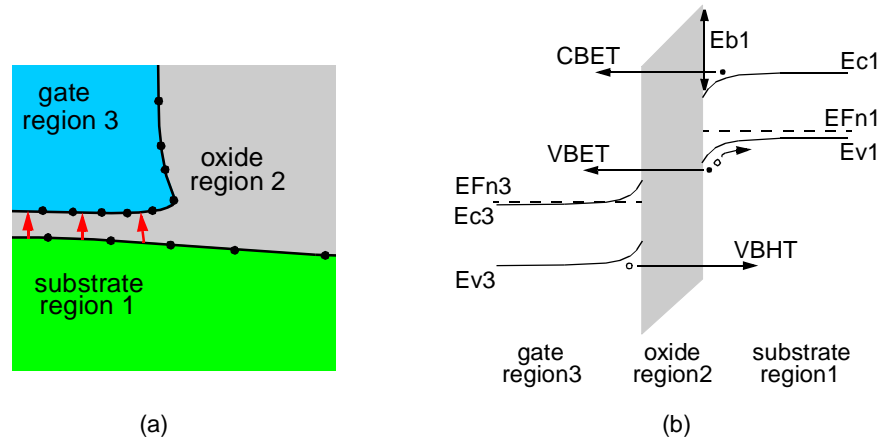 gate
region 3
oxide
region 2
substrate
region 1
(a)
Eb1
CBET
Ec1
EFn1
VBET
Ev1
EFn3
Ec3
Ev3
VBHT
gate
region3
oxide
region2
substrate
region1
(b)